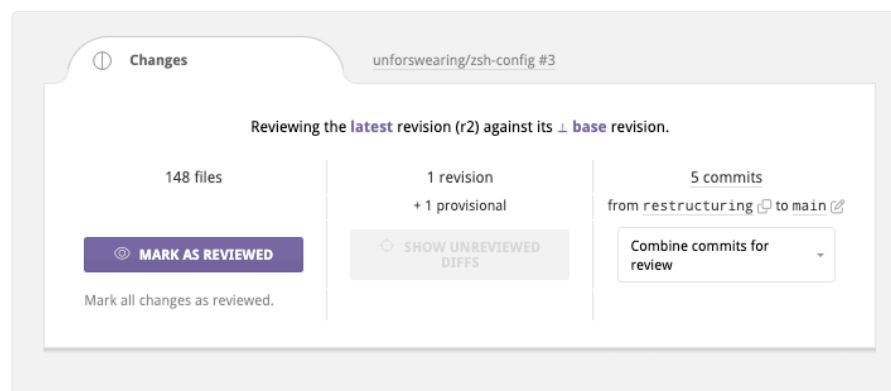 Changes
unforswearing/zsh-config #3
Reviewing the latest revision (r2) against its ⊥ base revision.
148 files
MARK AS REVIEWED
Mark all changes as reviewed.
1 revision
+ 1 provisional
SHOW UNREVIEWED
DIFFS
5 commits
from restructuring to main
Combine commits for
review